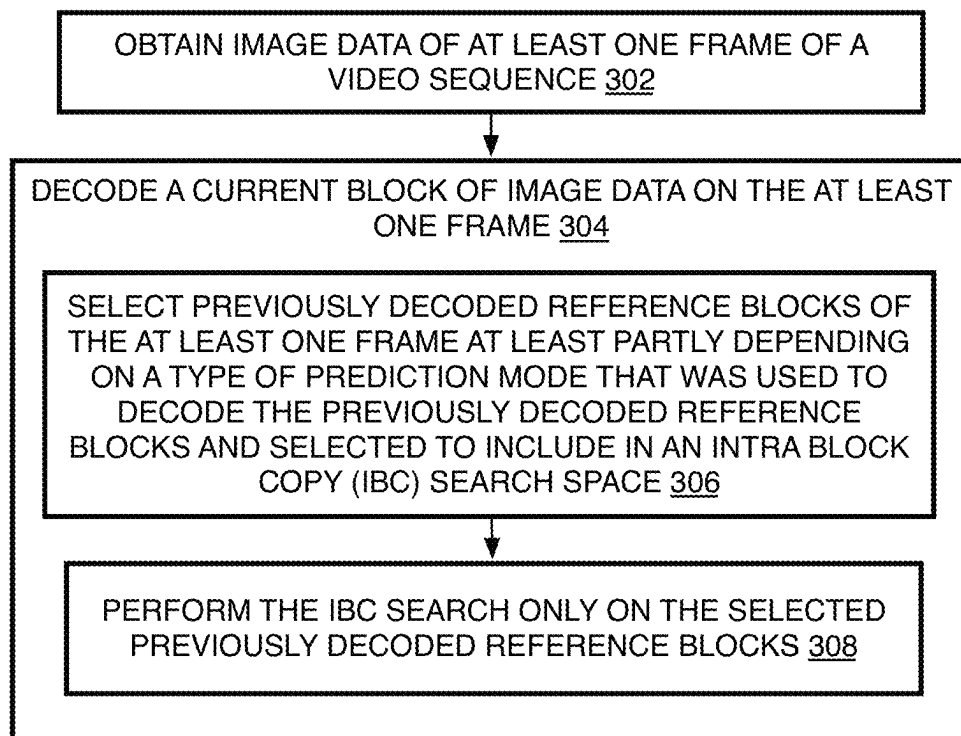 OBTAIN IMAGE DATA OF AT LEAST ONE FRAME OF A
VIDEO SEQUENCE 302
DECODE A CURRENT BLOCK OF IMAGE DATA ON THE AT LEAST
ONE FRAME 304
SELECT PREVIOUSLY DECODED REFERENCE BLOCKS OF
THE AT LEAST ONE FRAME AT LEAST PARTLY DEPENDING
ON A TYPE OF PREDICTION MODE THAT WAS USED TO
DECODE THE PREVIOUSLY DECODED REFERENCE
BLOCKS AND SELECTED TO INCLUDE IN AN INTRA BLOCK
COPY (IBC) SEARCH SPACE 306
PERFORM THE IBC SEARCH ONLY ON THE SELECTED
PREVIOUSLY DECODED REFERENCE BLOCKS 308